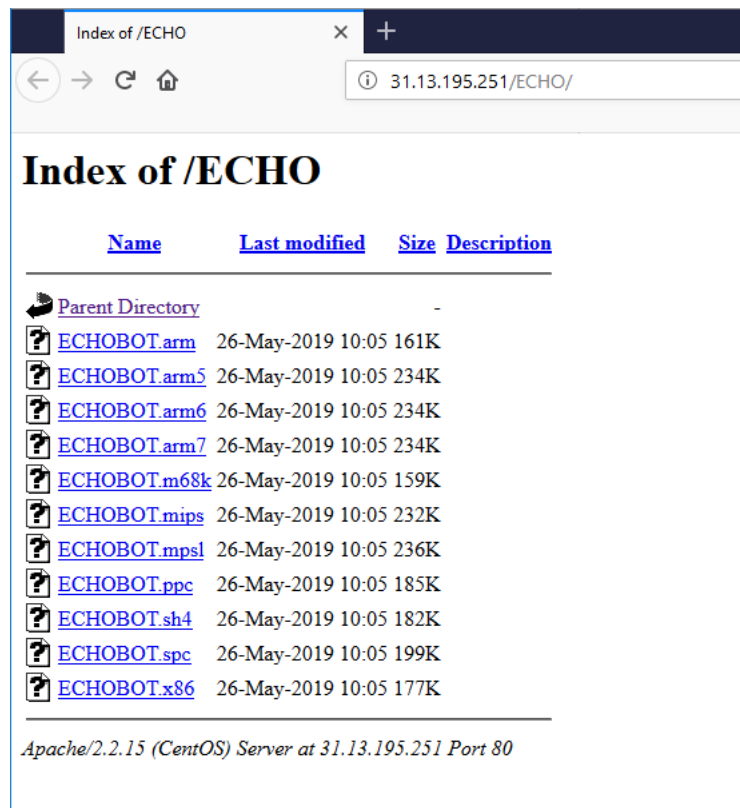 Index of /ECHO
31.13.195.251/ECHO/
Index of /ECHO
Name Last modified Size Description
Parent Directory -
ECHOBOT.arm 26-May-2019 10:05 161K
ECHOBOT.arm5 26-May-2019 10:05 234K
ECHOBOT.arm6 26-May-2019 10:05 234K
ECHOBOT.arm7 26-May-2019 10:05 234K
ECHOBOT.m68k 26-May-2019 10:05 159K
ECHOBOT.mips 26-May-2019 10:05 232K
ECHOBOT.mpsl 26-May-2019 10:05 236K
ECHOBOT.ppc 26-May-2019 10:05 185K
ECHOBOT.sh4 26-May-2019 10:05 182K
ECHOBOT.spc 26-May-2019 10:05 199K
ECHOBOT.x86 26-May-2019 10:05 177K
Apache/2.2.15 (CentOS) Server at 31.13.195.251 Port 80